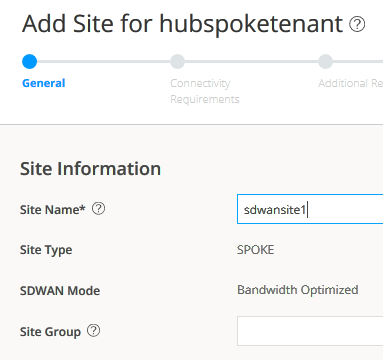 Add Site for hubspoketenant ?
General
Connectivity
Requirements
Additional Re
Site Information
Site Name* ?
sdwansite1
Site Type
SPOKE
SDWAN Mode
Bandwidth Optimized
Site Group ?